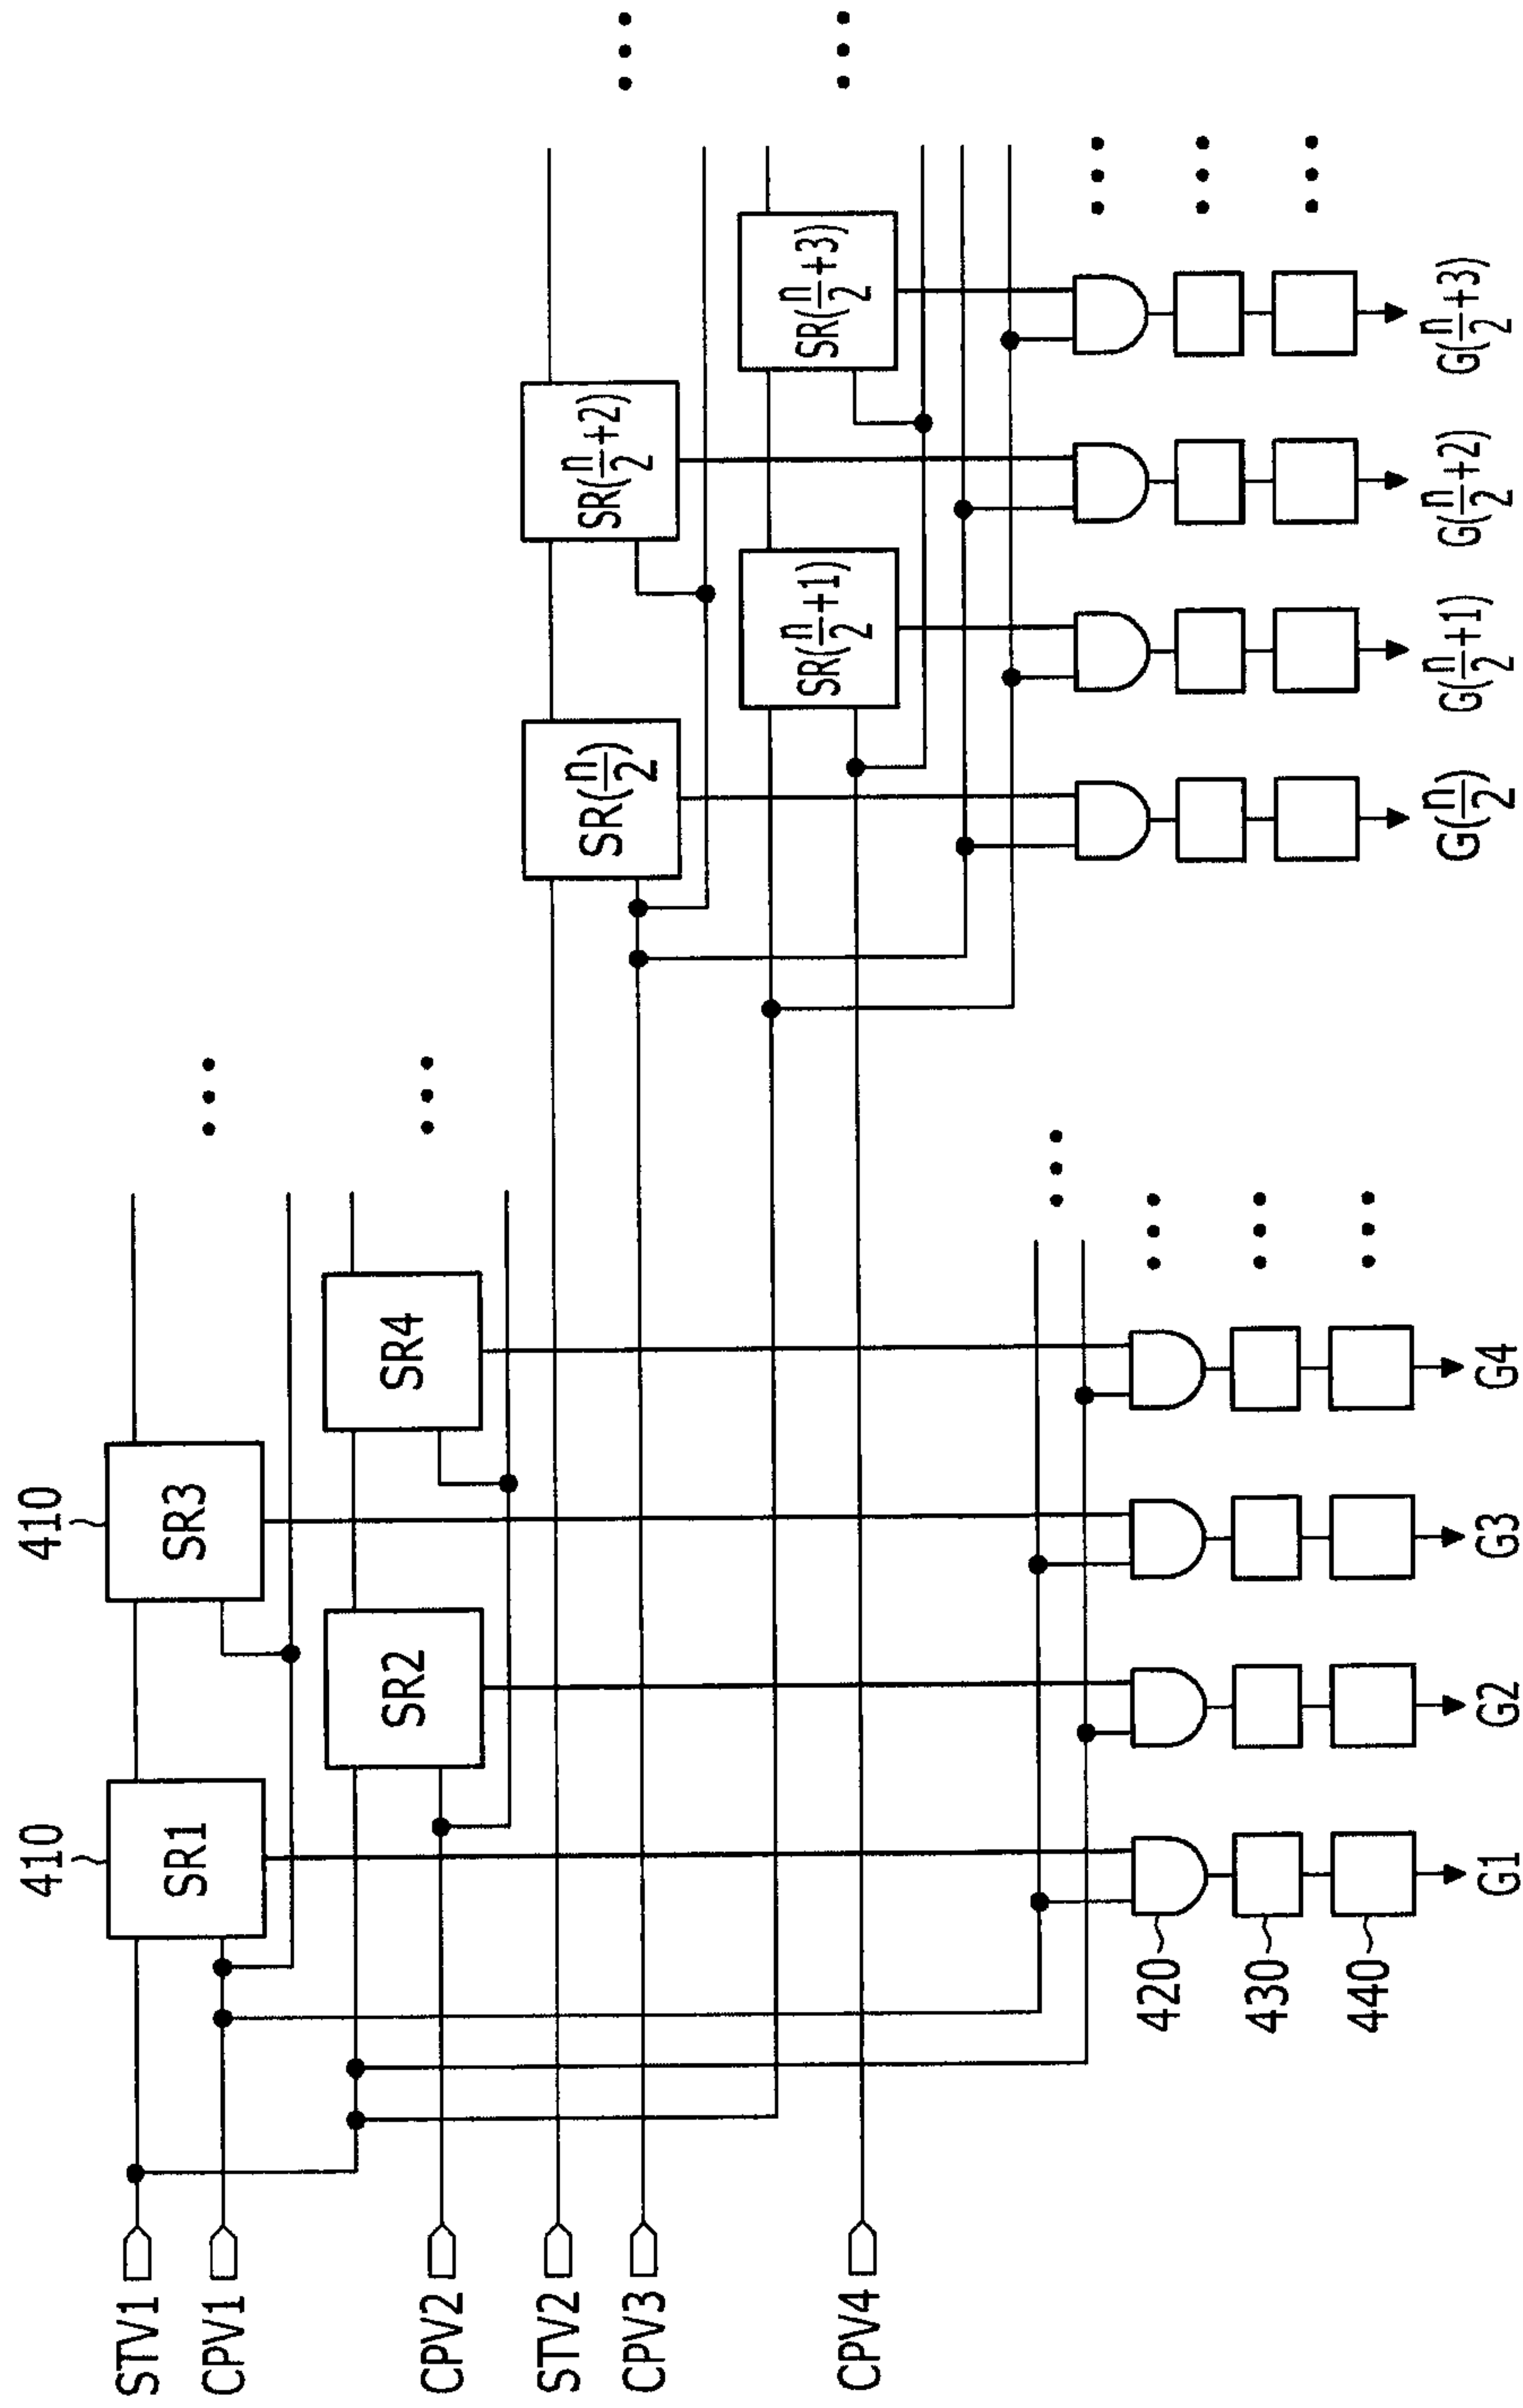 410
410
STV1
SR1
SR3
CPV1
SR2
SR4
CPV2
STV2
SR(n/2)
SR(n/2+2)
CPV3
SR(n/2+1)
SR(n/2+3)
CPV4
420
430
440
G1
G2
G3
G4
G(n/2)
G(n/2+1)
G(n/2+2)
G(n/2+3)